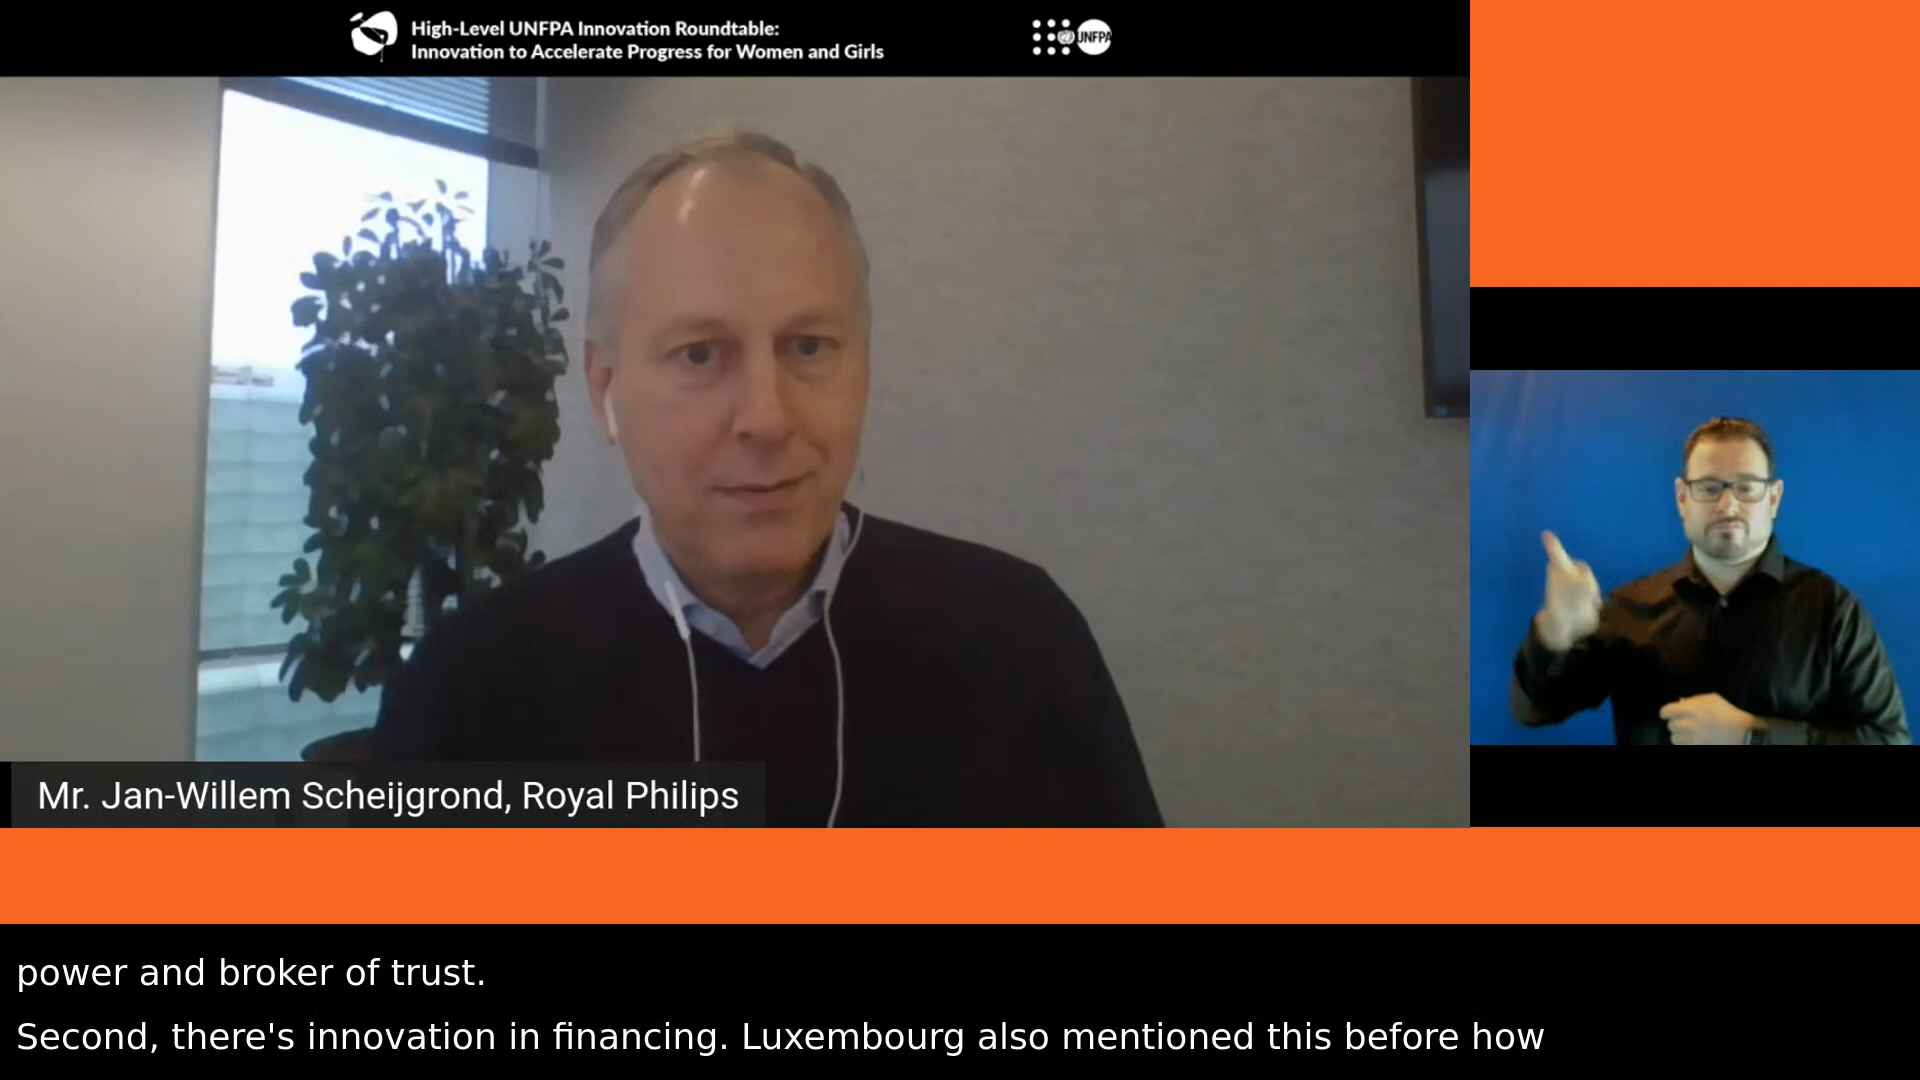 High-Level UNFPA Innovation Roundtable:
Innovation to Accelerate Progress for Women and Girls
UNFPA
Mr. Jan-Willem Scheijgrond, Royal Philips
power and broker of trust.
Second, there's innovation in financing. Luxembourg also mentioned this before how